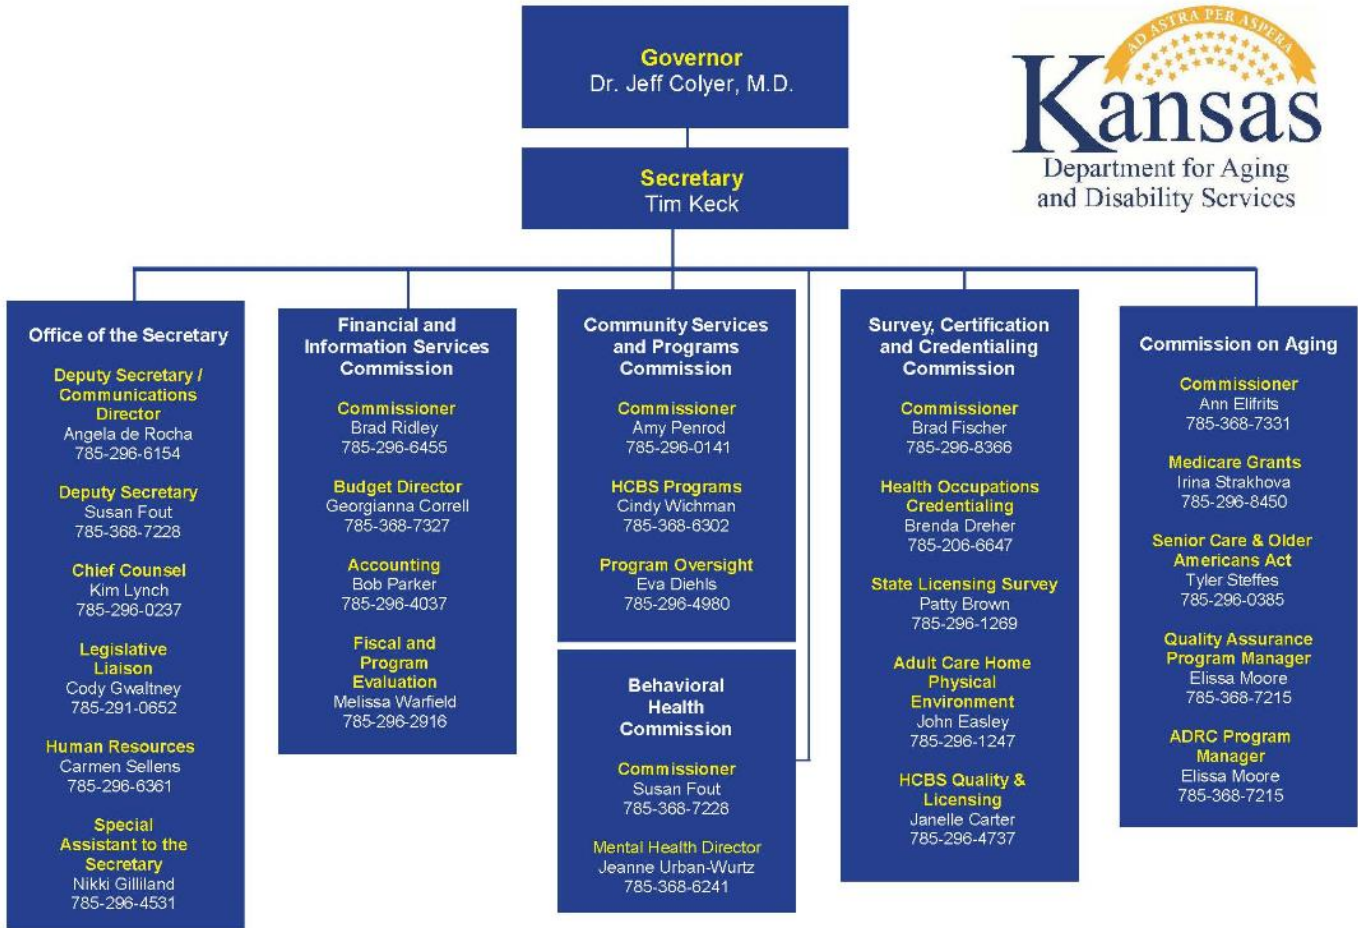 Governor
Dr. Jeff Colyer, M.D.
Secretary
Tim Keck
AD ASTRA PER ASPERA
Kansas
Department for Aging
and Disability Services
Office of the Secretary
Deputy Secretary /
Communications
Director
Angela de Rocha
785-296-6154
Deputy Secretary
Susan Fout
785-368-7228
Chief Counsel
Kim Lynch
785-296-0237
Legislative
Liaison
Cody Gwaltney
785-291-0652
Human Resources
Carmen Sellens
785-296-6361
Special
Assistant to the
Secretary
Nikki Gilliland
785-296-4531
Financial and
Information Services
Commission
Commissioner
Brad Ridley
785-296-6455
Budget Director
Georgianna Correll
785-368-7327
Accounting
Bob Parker
785-296-4037
Fiscal and
Program
Evaluation
Melissa Warfield
785-296-2916
Community Services
and Programs
Commission
Commissioner
Amy Penrod
785-296-0141
HCBS Programs
Cindy Wichman
785-368-6302
Program Oversight
Eva Diehls
785-296-4980
Behavioral
Health
Commission
Commissioner
Susan Fout
785-368-7228
Mental Health Director
Jeanne Urban-Wurtz
785-368-6241
Survey, Certification
and Credentialing
Commission
Commissioner
Brad Fischer
785-296-8366
Health Occupations
Credentialing
Brenda Dreher
785-206-6647
State Licensing Survey
Patty Brown
785-296-1269
Adult Care Home
Physical
Environment
John Easley
785-296-1247
HCBS Quality &
Licensing
Janelle Carter
785-296-4737
Commission on Aging
Commissioner
Ann Elifrits
785-368-7331
Medicare Grants
Irina Strakhova
785-296-8450
Senior Care & Older
Americans Act
Tyler Steffes
785-296-0385
Quality Assurance
Program Manager
Elissa Moore
785-368-7215
ADRC Program
Manager
Elissa Moore
785-368-7215